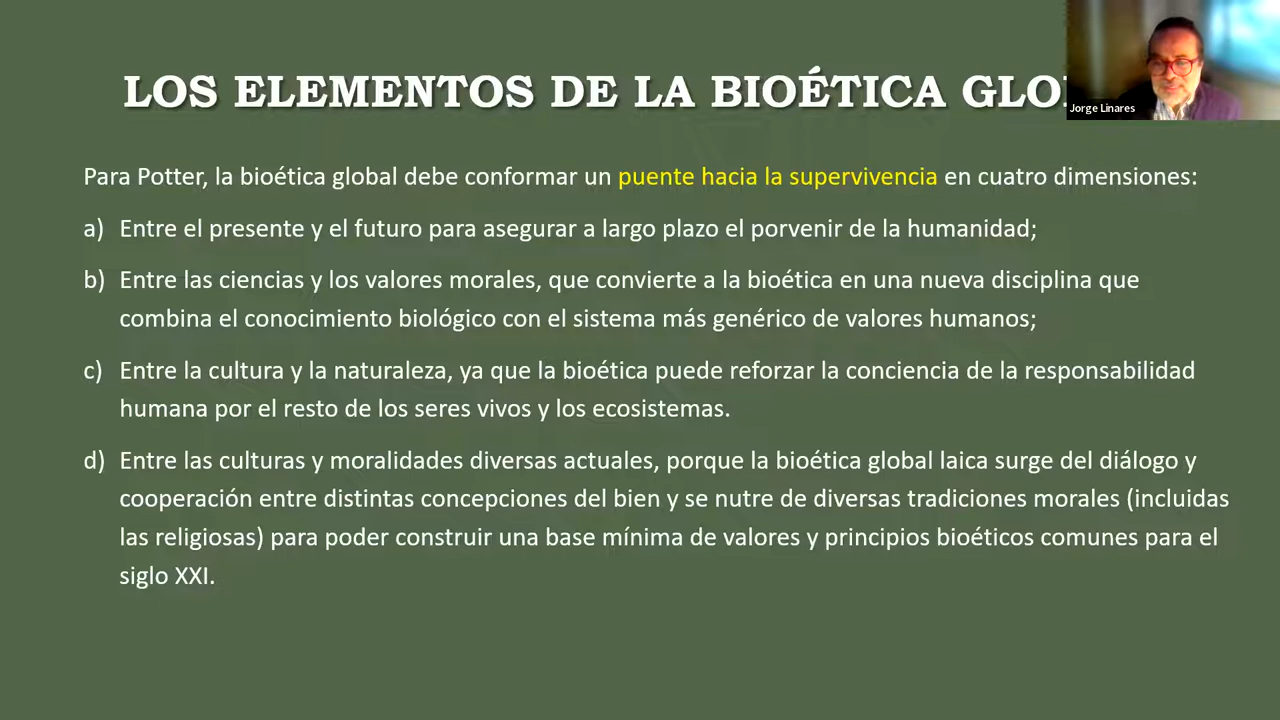 LOS ELEMENTOS DE LA BIOÉTICA
Jorge Linares
Para Potter, la bioética global debe conformar un puente hacia la supervivencia en cuatro dimensiones:
a) Entre el presente y el futuro para asegurar a largo plazo el porvenir de la humanidad;
b) Entre las ciencias y los valores morales, que convierte a la bioética en una nueva disciplina que
combina el conocimiento biológico con el sistema más genérico de valores humanos;
c) Entre la cultura y la naturaleza, ya que la bioética puede reforzar la conciencia de la responsabilidad
humana por el resto de los seres vivos y los ecosistemas.
d) Entre las culturas y moralidades diversas actuales, porque la bioética global laica surge del diálogo y
cooperación entre distintas concepciones del bien y se nutre de diversas tradiciones morales (incluidas
las religiosas) para poder construir una base mínima de valores y principios bioéticos comunes para el
siglo XXI.